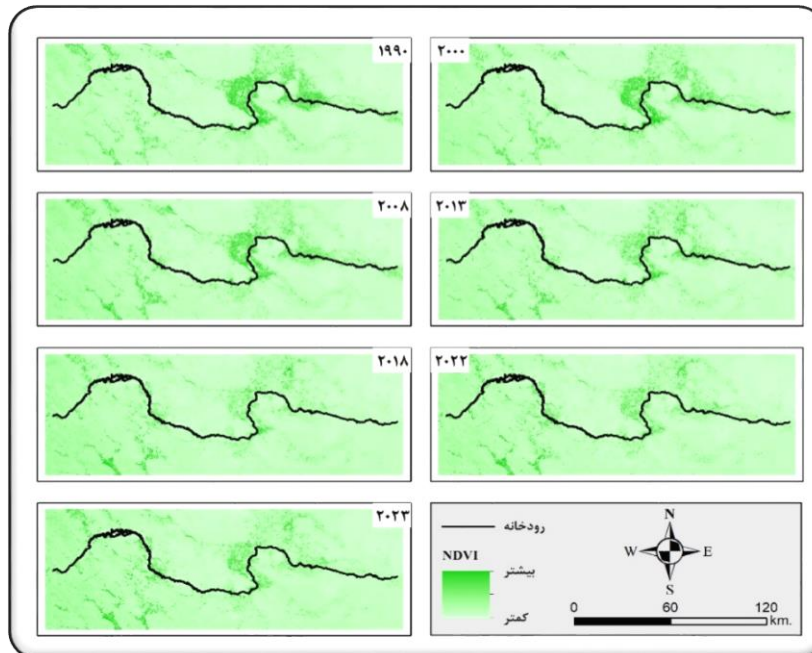 ۱۹۹۰
۲۰۰۰
۲۰۰۸
۲۰۱۳
۲۰۱۸
۲۰۲۲
۲۰۲۳
رودخانه
NDVI
بیشتر
کمتر
N
W E
S
0 60 120
km.